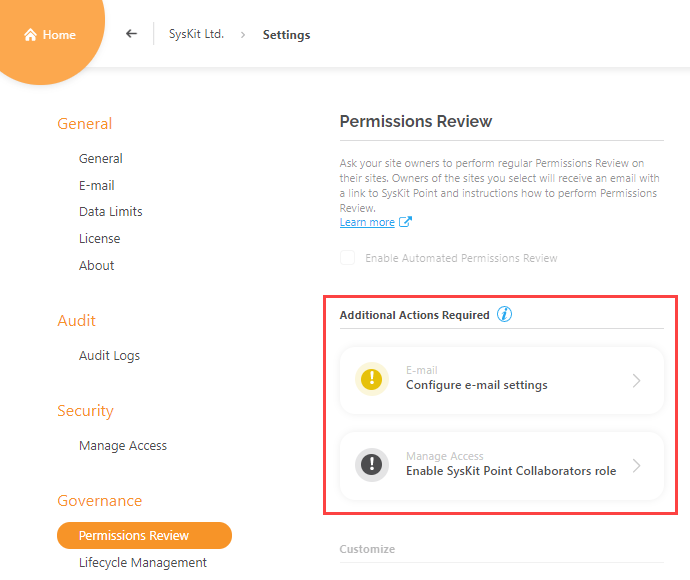 Home
SysKit Ltd. > Settings
General
General
E-mail
Data Limits
License
About
Audit
Audit Logs
Security
Manage Access
Governance
Permissions Review
Lifecycle Management
Permissions Review
Ask your site owners to perform regular Permissions Review on
their sites. Owners of the sites you select will receive an email with
a link to SysKit Point and instructions how to perform Permissions
Review.
Learn more
Enable Automated Permissions Review
Additional Actions Required i
! E-mail
Configure e-mail settings
! Manage Access
Enable SysKit Point Collaborators role
Customize